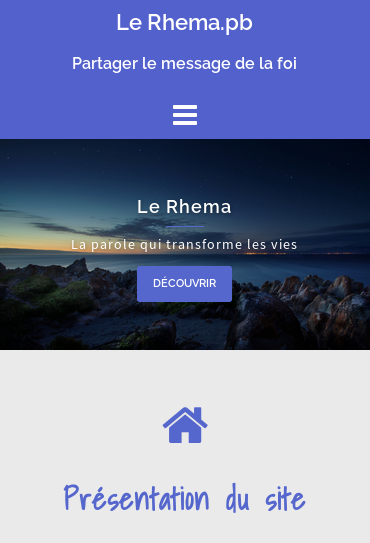 Le Rhema.pb
Partager le message de la foi
Le Rhema
La parole qui transforme les vies
DÉCOUVRIR
Présentation du site